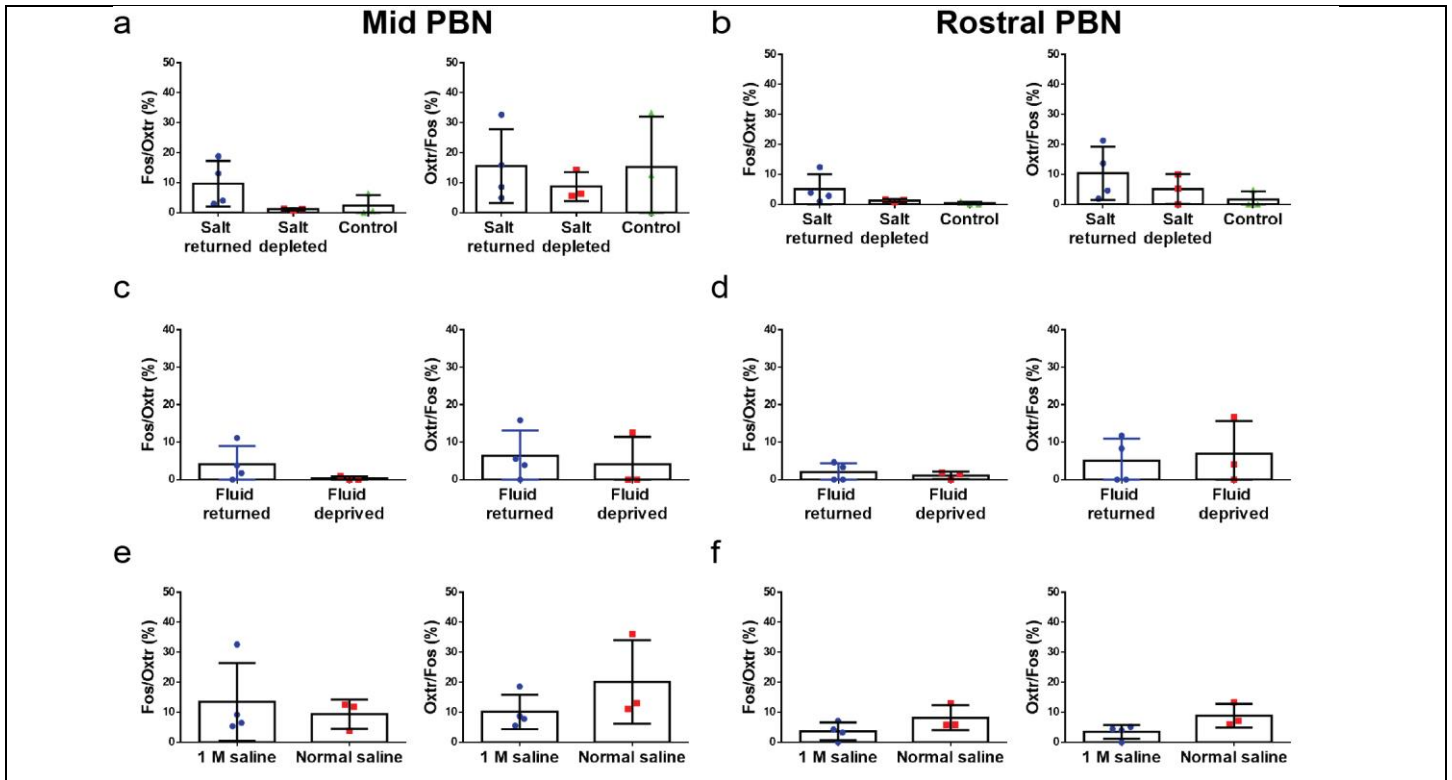 a Mid PBN b Rostral PBN
50 50 50 50
40 40 40 40
30 30 30 30
20 20 20 20
10 10 10 10
0 0 0 0
Fos/Oxtr (%) Oxtr/Fos (%) Fos/Oxtr (%) Oxtr/Fos (%)
Salt Salt Control Salt Salt Control Salt Salt Control Salt Salt Control
returned depleted returned depleted returned depleted returned depleted
c d
40 40 40 40
30 30 30 30
20 20 20 20
10 10 10 10
0 0 0 0
Fos/Oxtr (%) Oxtr/Fos (%) Fos/Oxtr (%) Oxtr/Fos (%)
Fluid Fluid Fluid Fluid Fluid Fluid Fluid Fluid
returned deprived returned deprived returned deprived returned deprived
e f
50 50 50 50
40 40 40 40
30 30 30 30
20 20 20 20
10 10 10 10
0 0 0 0
Fos/Oxtr (%) Oxtr/Fos (%) Fos/Oxtr (%) Oxtr/Fos (%)
1 M saline Normal saline 1 M saline Normal saline 1 M saline Normal saline 1 M saline Normal saline